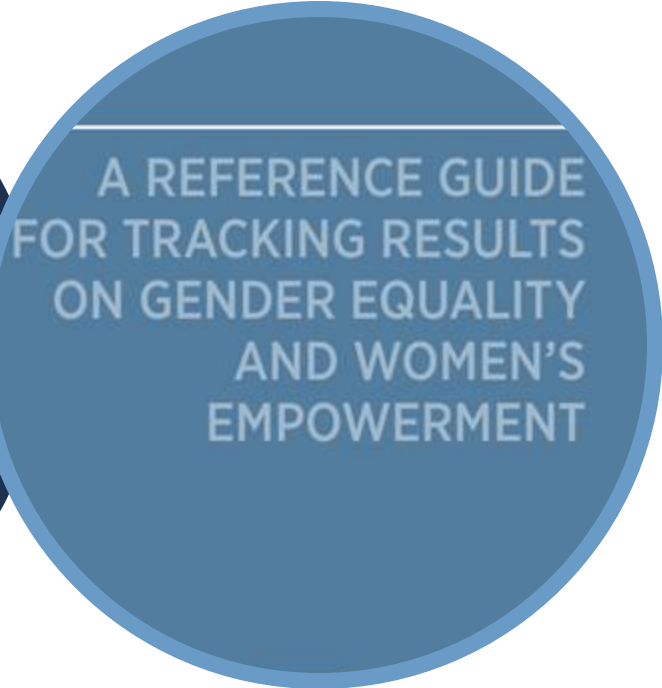 A REFERENCE GUIDE
FOR TRACKING RESULTS
ON GENDER EQUALITY
AND WOMEN’S
EMPOWERMENT